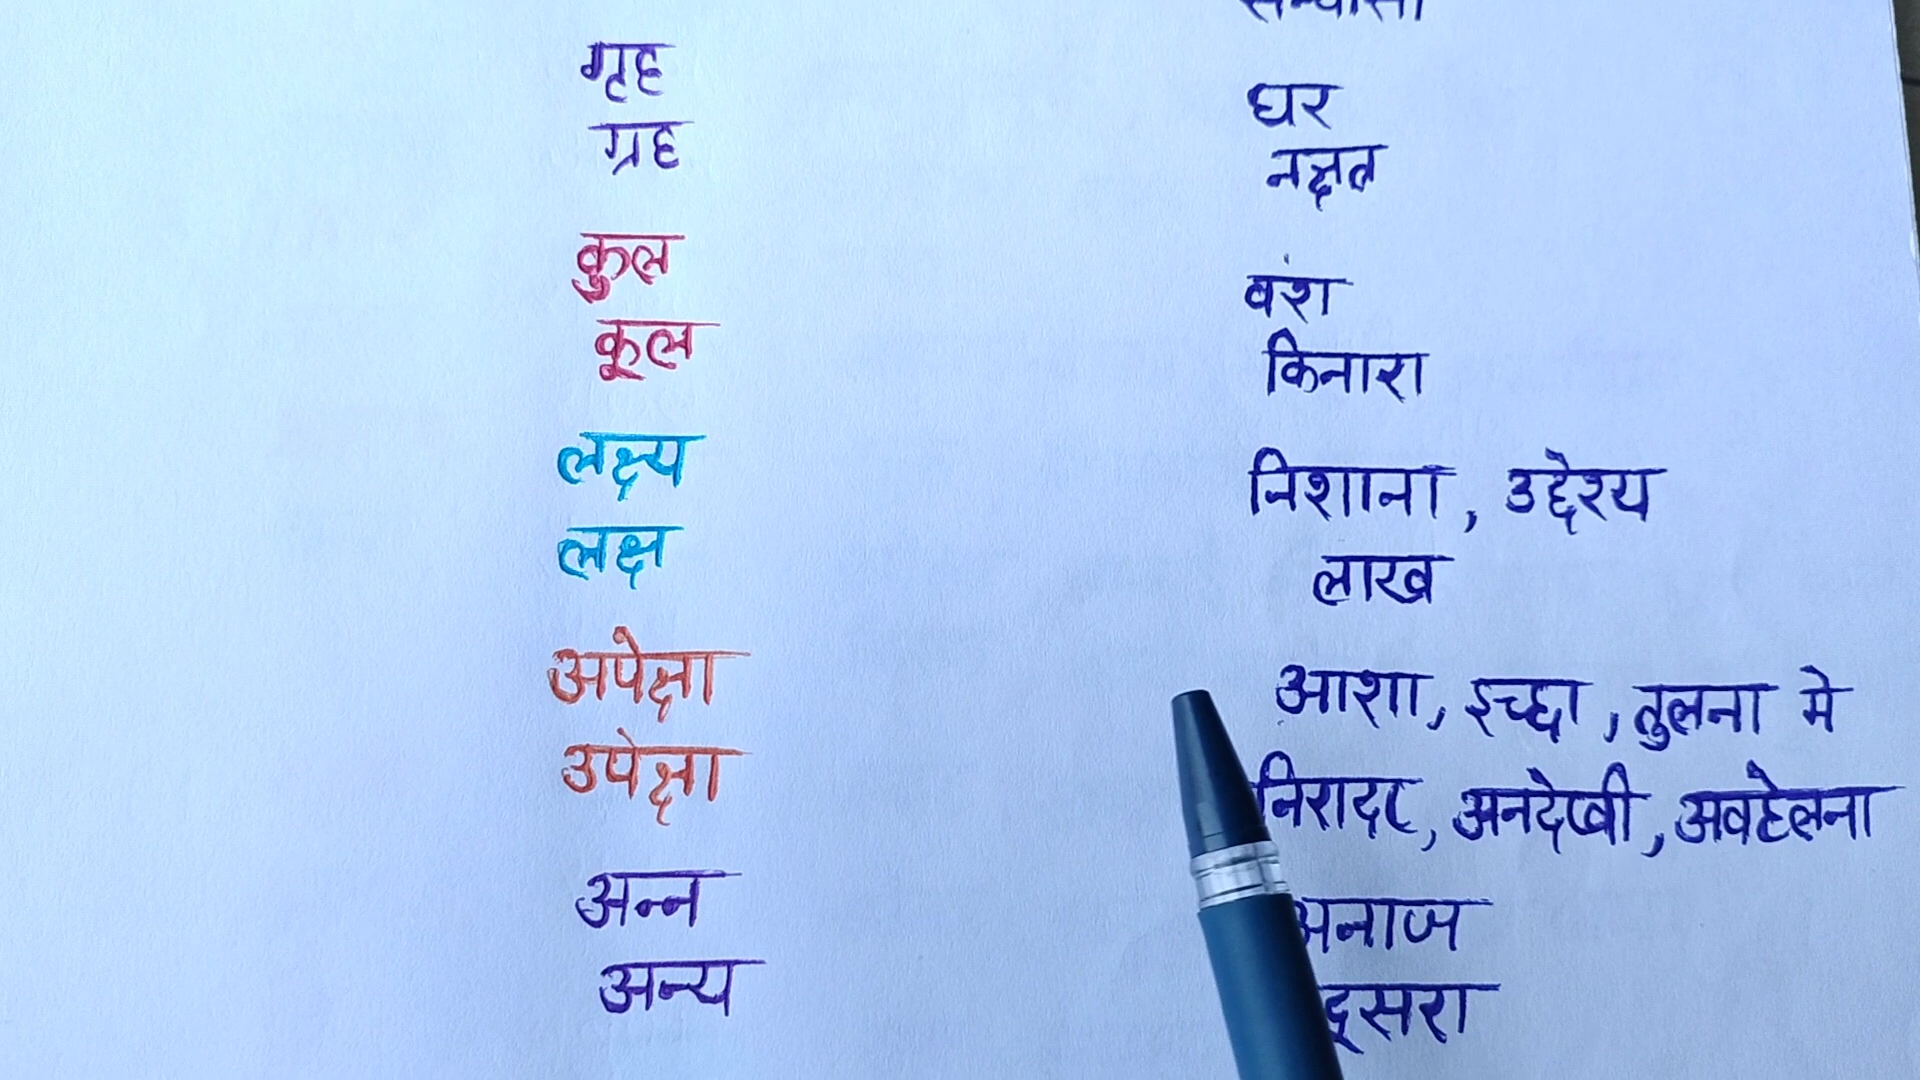 गृह घर
ग्रह नक्षत्र
कुल वंश
कूल किनारा
लक्ष्य निशाना, उद्देश्य
लक्ष लाख
अपेक्षा आशा, इच्छा, तुलना मे
उपेक्षा निरादर, अनदेखी, अवहेलना
अन्न अनाज
अन्य दूसरा